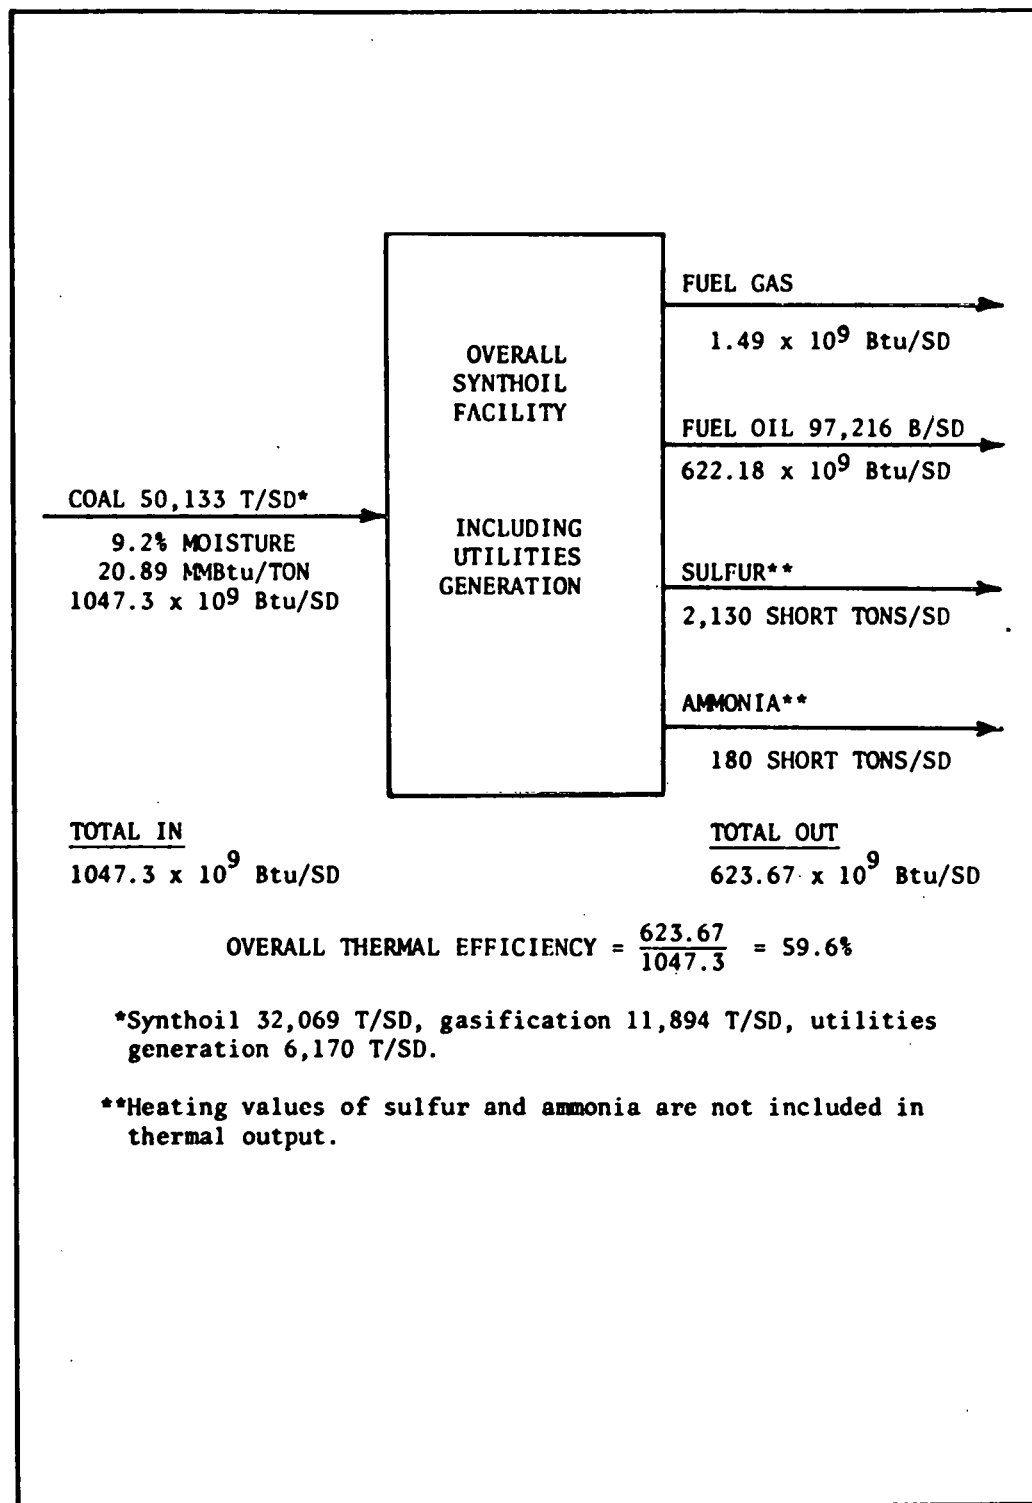 COAL 50,133 T/SD*
9.2% MOISTURE
20.89 MMBtu/TON
1047.3 x 10⁹ Btu/SD
OVERALL
SYNTHOIL
FACILITY
INCLUDING
UTILITIES
GENERATION
FUEL GAS
1.49 x 10⁹ Btu/SD
FUEL OIL 97,216 B/SD
622.18 x 10⁹ Btu/SD
SULFUR**
2,130 SHORT TONS/SD
AMMONIA**
180 SHORT TONS/SD
TOTAL IN
1047.3 x 10⁹ Btu/SD
TOTAL OUT
623.67 x 10⁹ Btu/SD
OVERALL THERMAL EFFICIENCY = 623.67/1047.3 = 59.6%
*Synthoil 32,069 T/SD, gasification 11,894 T/SD, utilities
generation 6,170 T/SD.
**Heating values of sulfur and ammonia are not included in
thermal output.